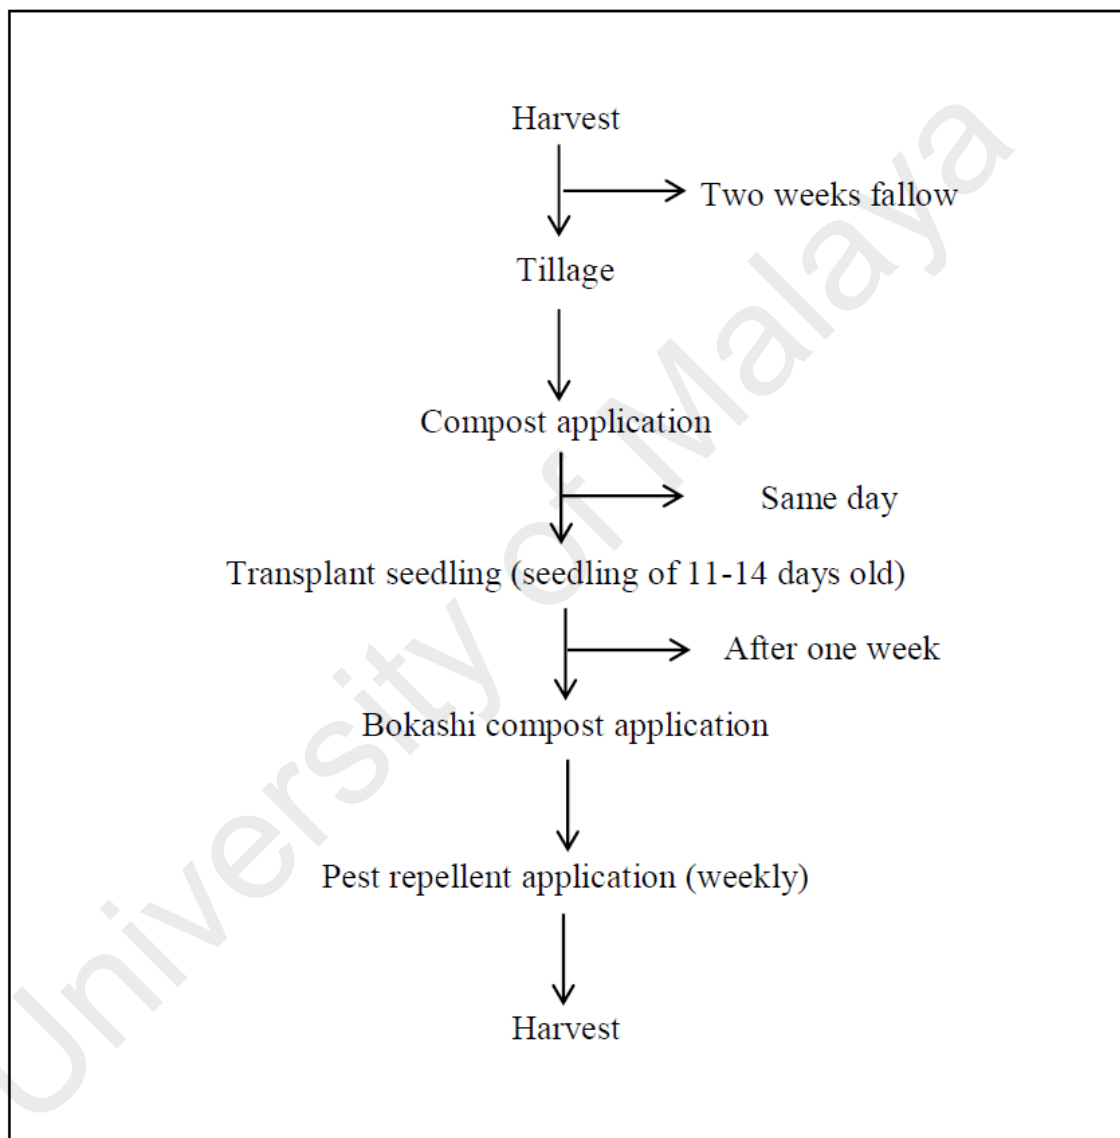 Harvest
Two weeks fallow
Tillage
Compost application
Same day
Transplant seedling (seedling of 11-14 days old)
After one week
Bokashi compost application
Pest repellent application (weekly)
Harvest
University of Malaya